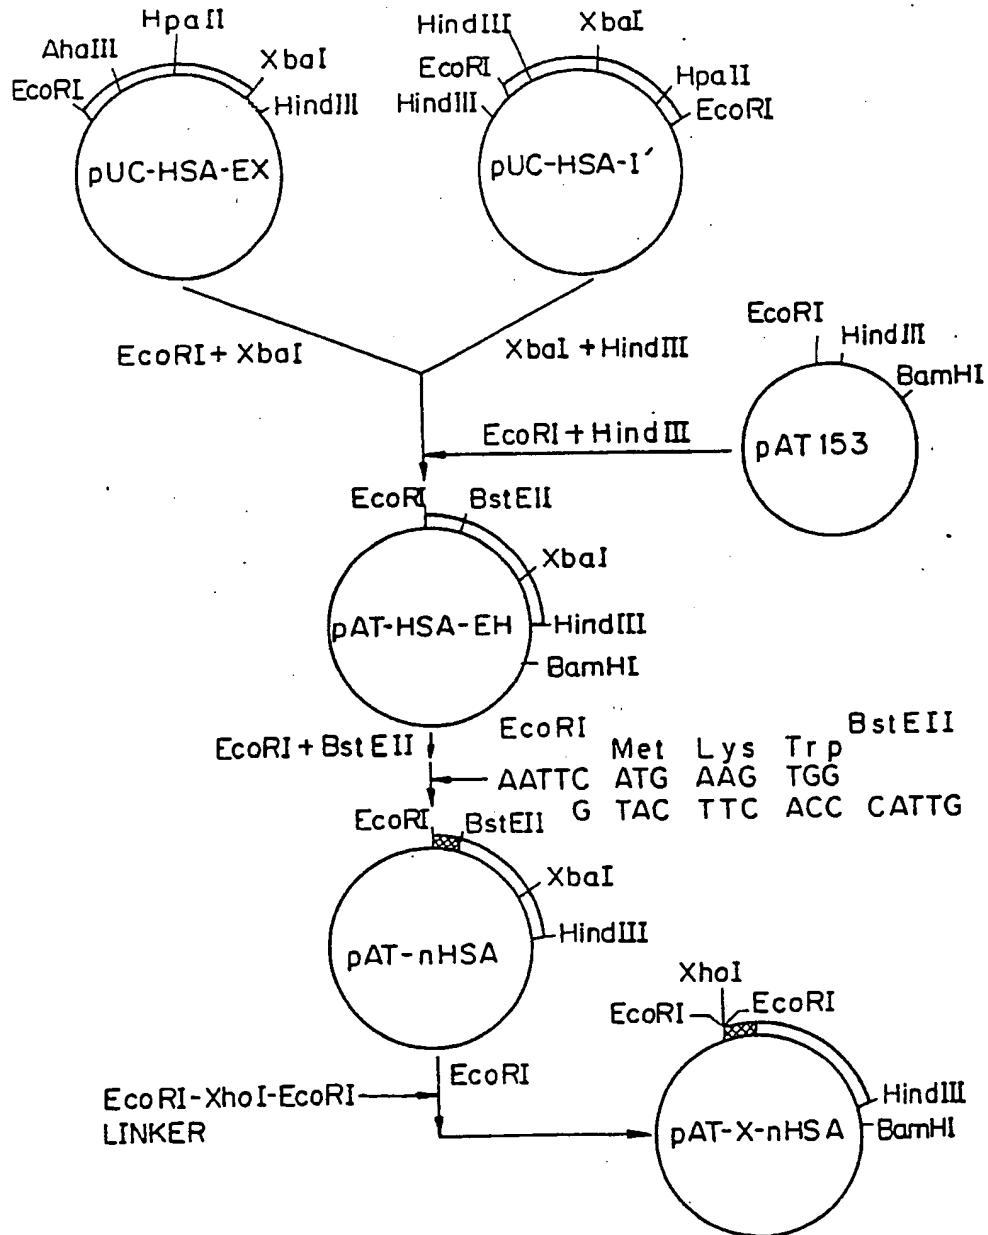 HpaII
AhaIII
XbaI
EcoRI
HindIII
pUC-HSA-EX
HindIII
XbaI
EcoRI
HpaII
HindIII
EcoRI
pUC-HSA-I′
EcoRI + XbaI
XbaI + HindIII
EcoRI
HindIII
BamHI
pAT153
EcoRI + HindIII
EcoRI
BstEII
XbaI
pAT-HSA-EH
HindIII
BamHI
EcoRI + BstEII
EcoRI
BstEII
Met Lys Trp
AATTC ATG AAG TGG
G TAC TTC ACC CATTG
EcoRI
BstEII
XbaI
HindIII
pAT-nHSA
XhoI
EcoRI
EcoRI
EcoRI
EcoRI-XhoI-EcoRI
LINKER
HindIII
BamHI
pAT-X-nHSA